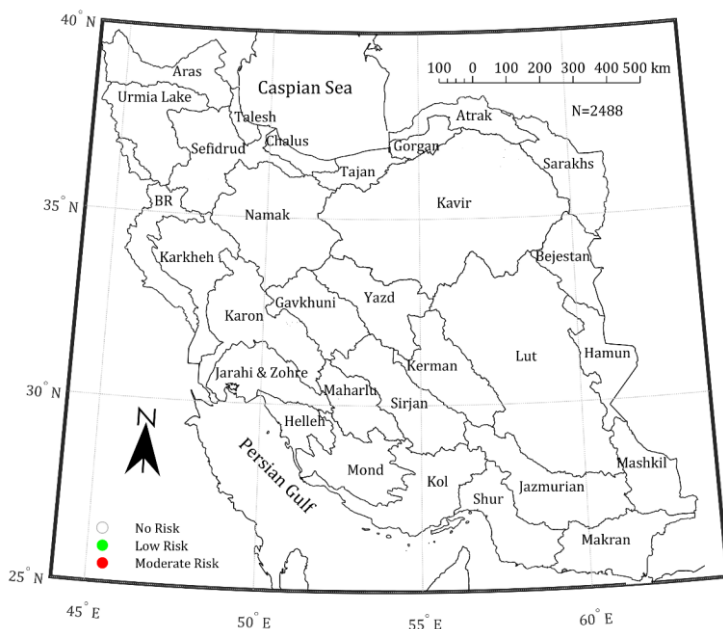 40° N
Aras
Caspian Sea
100 0 100 200 300 400 500 km
Urmia Lake
Talesh
Atrak
N=2488
Sefidrud
Chalus
Gorgan
Tajan
Sarakhs
35° N
BR
Namak
Kavir
Karkheh
Bejestan
Karon
Gavkhuni
Yazd
Lut
Hamun
30° N
Jarahi & Zohre
Maharlu
Kerman
Sirjan
Helleh
N
Persian Gulf
Mond
Kol
Shur
Jazmurian
Mashkil
Makran
No Risk
Low Risk
Moderate Risk
25° N
45° E
50° E
55° E
60° E